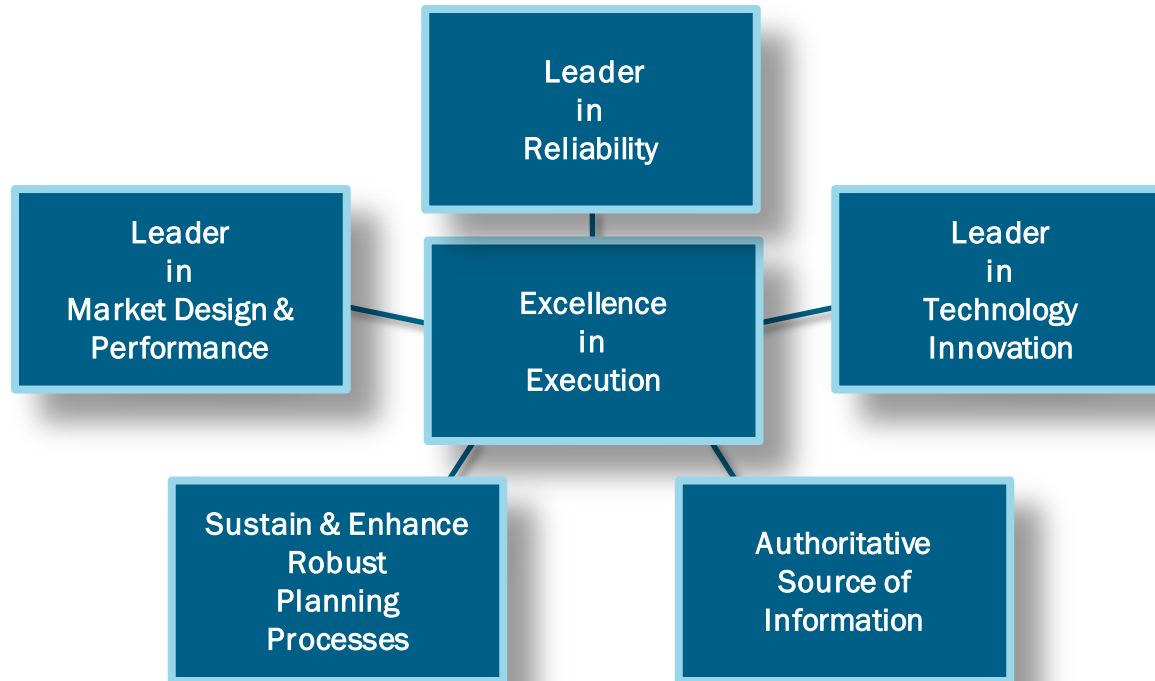 Leader
in
Reliability
Leader
in
Market Design &
Performance
Excellence
in
Execution
Leader
in
Technology
Innovation
Sustain & Enhance
Robust
Planning
Processes
Authoritative
Source of
Information